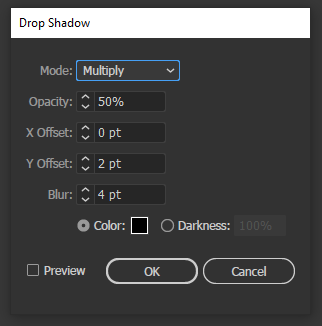 Drop Shadow
Mode: Multiply
Opacity: 50%
X Offset: 0 pt
Y Offset: 2 pt
Blur: 4 pt
Color: Darkness: 100%
Preview OK Cancel